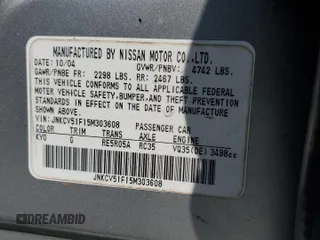 MANUFACTURED BY NISSAN MOTOR CO.,LTD.
10/04 GVWR/PNBV: 4742 LBS.
GAWR/PNBE FR: 2298 LBS. RR: 2467 LBS.
THIS VEHICLE CONFORMS TO ALL APPLICABLE
FEDERAL MOTOR VEHICLE SAFETY, BUMPER, AND THEFT PREVENTION
STANDARDS IN EFFECT ON THE DATE OF MANUFACTURE
SHOWN ABOVE.
VIN: JNKCV51F15M303608 PASSENGER CAR
COLOR TRIM TRANS AXLE ENGINE
KY0 G RE5R05A RC35 VQ35(DE) 3498cc
JNKCV51F15M303608
DREAMBID